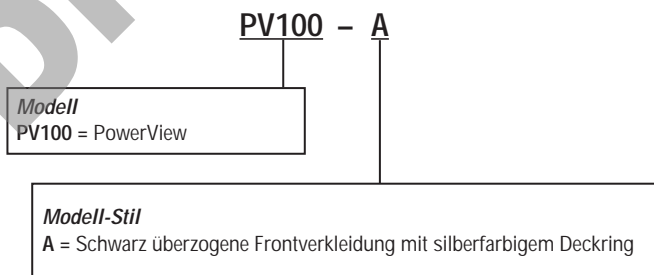 PV100 – A
Modell
PV100 = PowerView
Modell-Stil
A = Schwarz überzogene Frontverkleidung mit silberfarbigem Deckring